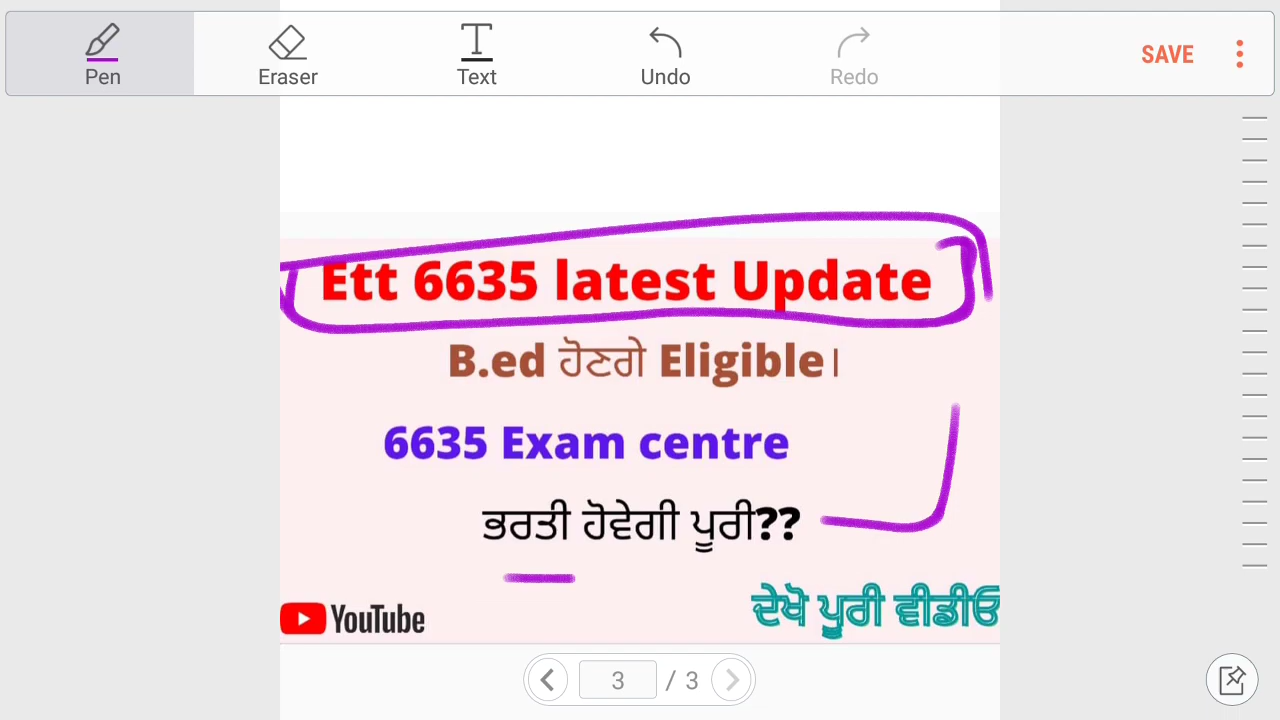 Pen
Eraser
Text
Undo
Redo
SAVE
Ett 6635 latest Update
B.ed ਹੋਣਗੇ Eligible।
6635 Exam centre
ਭਰਤੀ ਹੋਵੇਗੀ ਪੂਰੀ??
ਦੇਖੋ ਪੂਰੀ ਵੀਡੀਓ
YouTube
3 / 3